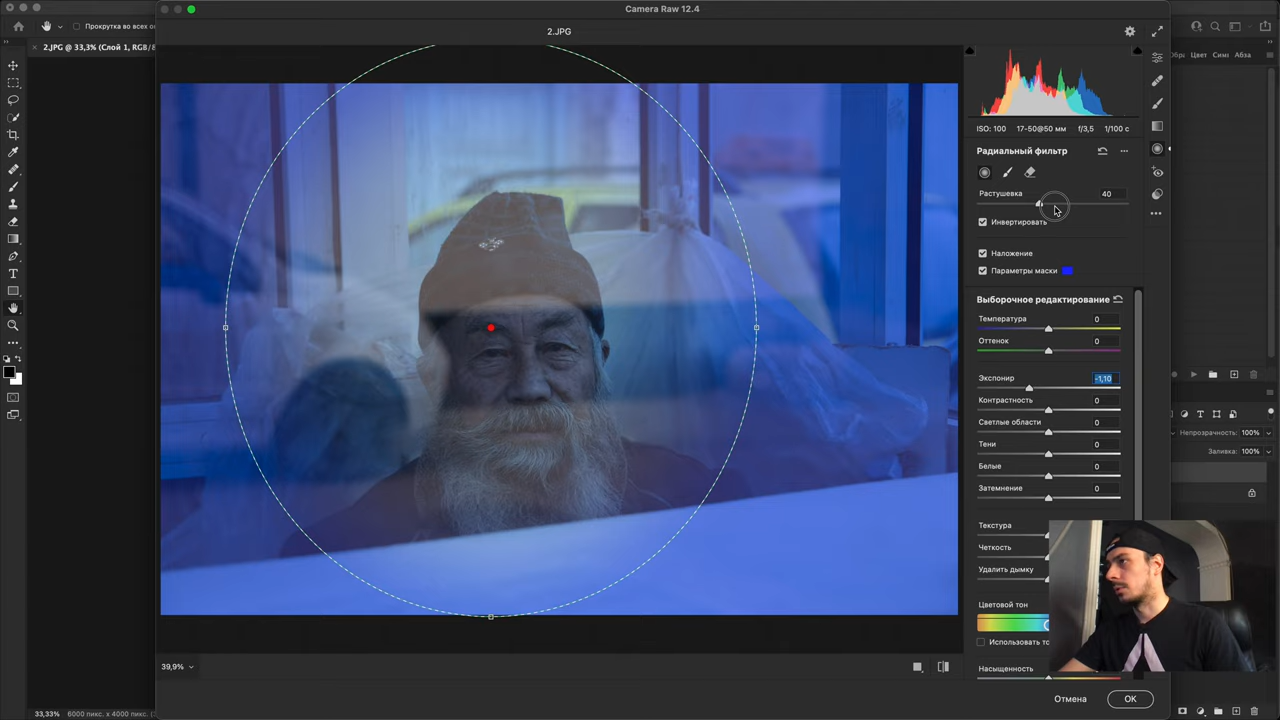 Camera Raw 12.4
Прокрутка во всех о
2.JPG @ 33,3% (Слой 1, RGB/8
2.JPG
Цвет
Абза
ISO: 100
17-50@50 мм
f/3,5
1/100 с
Радиальный фильтр
Растушевка
40
Инвертировать
Наложение
Параметры маски
Выборочное редактирование
Температура
0
Оттенок
0
Экспонир
-1,10
Контрастность
0
Светлые области
0
Непрозрачность: 100%
Тени
0
Заливка: 100%
Белые
0
Затемнение
0
Текстура
Четкость
Удалить дымку
Цветовой тон
Использовать то
Насыщенность
39,9%
Отмена
OK
33,33%
6000 пикс. x 4000 пикс.